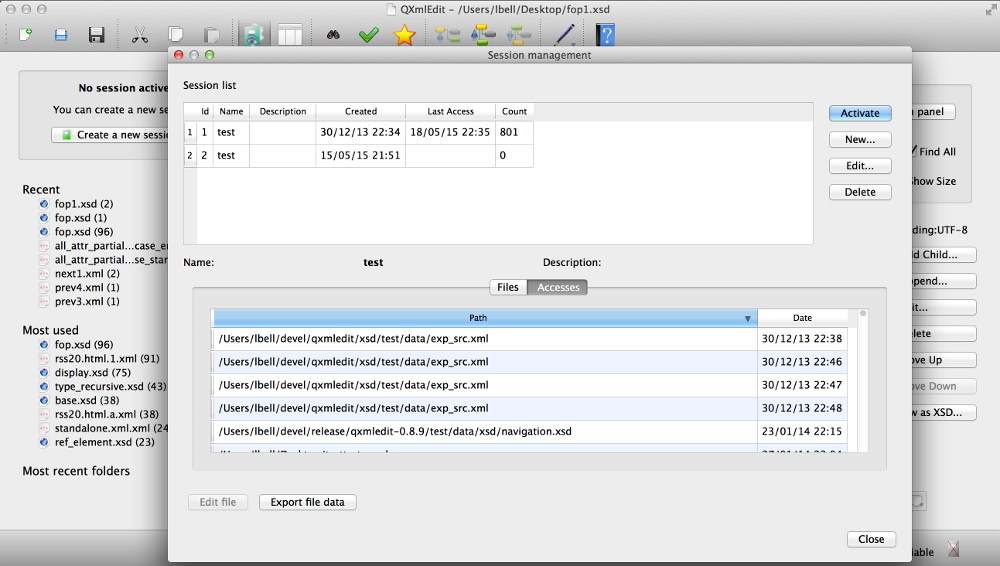 QXmlEdit - /Users/lbell/Desktop/fop1.xsd
Session management
No session active
You can create a new se
Create a new sessio
Recent
fop1.xsd (2)
fop.xsd (1)
fop.xsd (96)
all_attr_partial...case_en
all_attr_partial...se_star
next1.xml (2)
prev4.xml (1)
prev3.xml (1)
Most used
fop.xsd (96)
rss20.html.1.xml (91)
display.xsd (75)
type_recursive.xsd (43)
base.xsd (38)
rss20.html.a.xml (38)
standalone.xml.xml (24
ref_element.xsd (23)
Most recent folders
Session list
Id Name Description Created Last Access Count
1 1 test 30/12/13 22:34 18/05/15 22:35 801
2 2 test 15/05/15 21:51 0
Activate
New...
Edit...
Delete
Name: test Description:
Files Accesses
Path Date
/Users/lbell/devel/qxmledit/xsd/test/data/exp_src.xml 30/12/13 22:38
/Users/lbell/devel/qxmledit/xsd/test/data/exp_src.xml 30/12/13 22:46
/Users/lbell/devel/qxmledit/xsd/test/data/exp_src.xml 30/12/13 22:47
/Users/lbell/devel/qxmledit/xsd/test/data/exp_src.xml 30/12/13 22:48
/Users/lbell/devel/release/qxmledit-0.8.9/test/data/xsd/navigation.xsd 23/01/14 22:15
Edit file
Export file data
Close
panel
Find All
Show Size
ding:UTF-8
d Child...
pend...
it...
lete
ove Up
ove Down
w as XSD...
iable